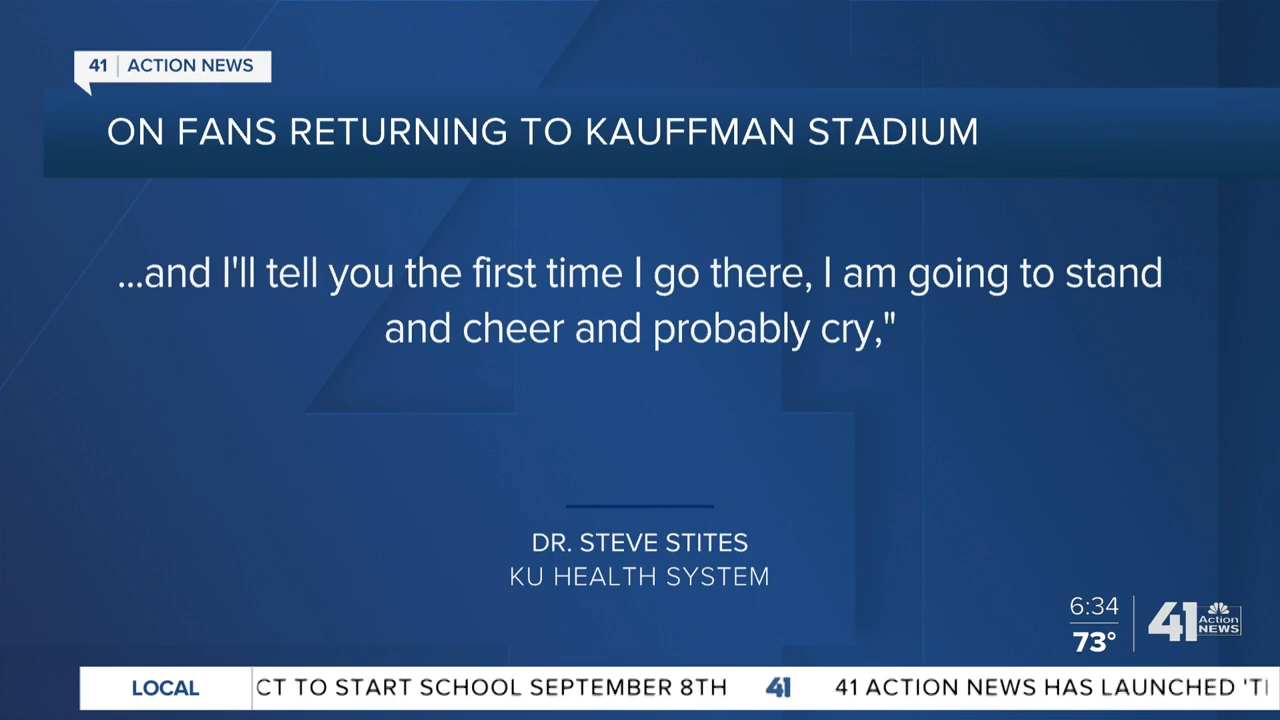 41 | ACTION NEWS
ON FANS RETURNING TO KAUFFMAN STADIUM
...and I'll tell you the first time I go there, I am going to stand
and cheer and probably cry,"
DR. STEVE STITES
KU HEALTH SYSTEM
6:34
73°
41 Action NEWS
LOCAL CT TO START SCHOOL SEPTEMBER 8TH 41 41 ACTION NEWS HAS LAUNCHED